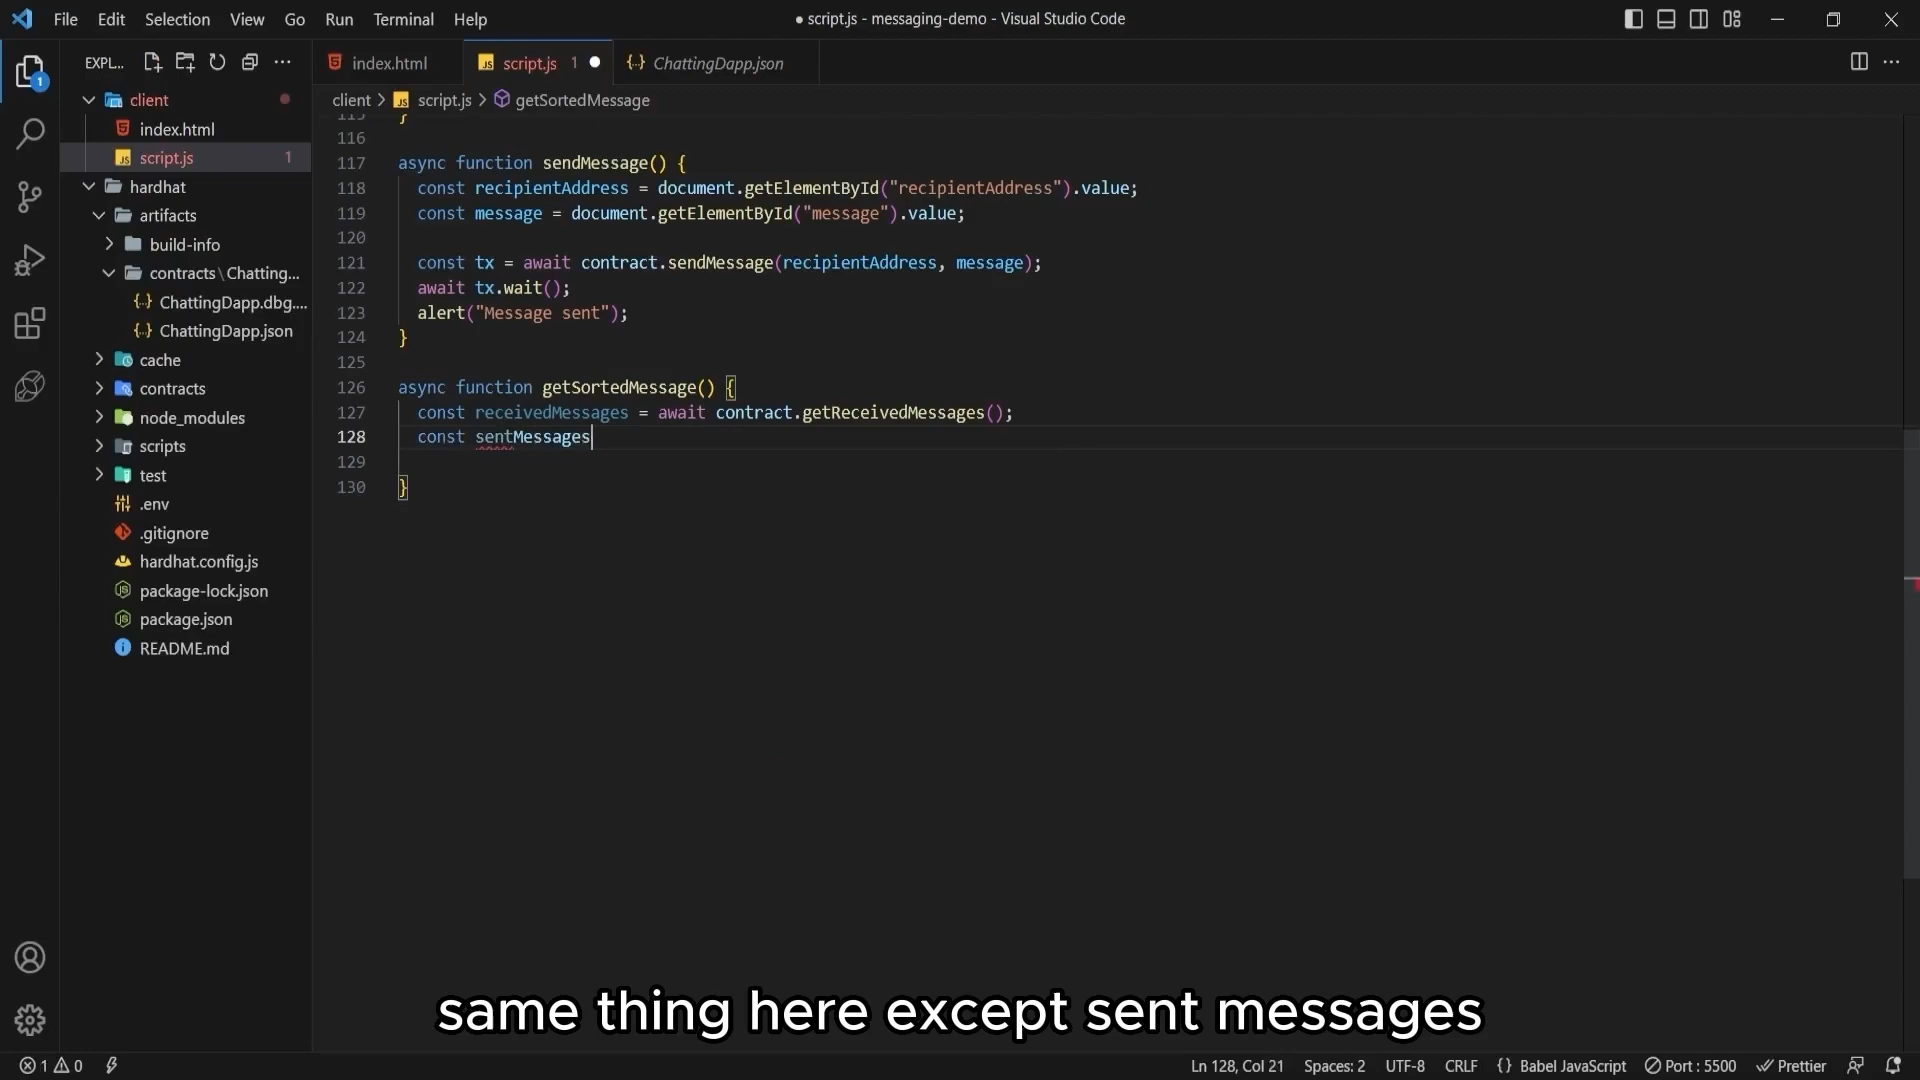 File Edit Selection View Go Run Terminal Help
● script.js - messaging-demo - Visual Studio Code
EXPL...
index.html
script.js 1
ChattingDapp.json
client
index.html
script.js 1
hardhat
artifacts
build-info
contracts\Chatting...
ChattingDapp.dbg....
ChattingDapp.json
cache
contracts
node_modules
scripts
test
.env
.gitignore
hardhat.config.js
package-lock.json
package.json
README.md
1
client > script.js > getSortedMessage
115 }
116
117 async function sendMessage() {
118 const recipientAddress = document.getElementById("recipientAddress").value;
119 const message = document.getElementById("message").value;
120
121 const tx = await contract.sendMessage(recipientAddress, message);
122 await tx.wait();
123 alert("Message sent");
124 }
125
126 async function getSortedMessage() {
127 const receivedMessages = await contract.getReceivedMessages();
128 const sentMessages
129
130 }
same thing here except sent messages
1 0
Ln 128, Col 21 Spaces: 2 UTF-8 CRLF {} Babel JavaScript Port : 5500 Prettier